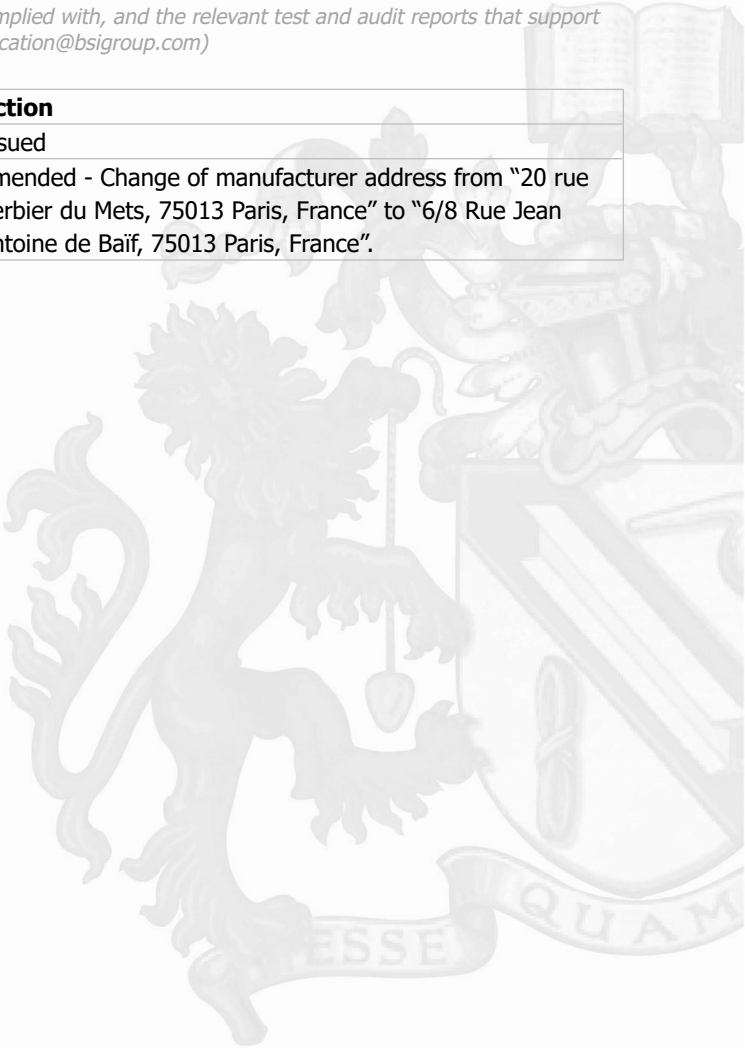 mplied with, and the relevant test and audit reports that support
cation@bsigroup.com)
ction
sued
mended - Change of manufacturer address from “20 rue
erbier du Mets, 75013 Paris, France” to “6/8 Rue Jean
ntoine de Baïf, 75013 Paris, France”.
ESSE QUAM